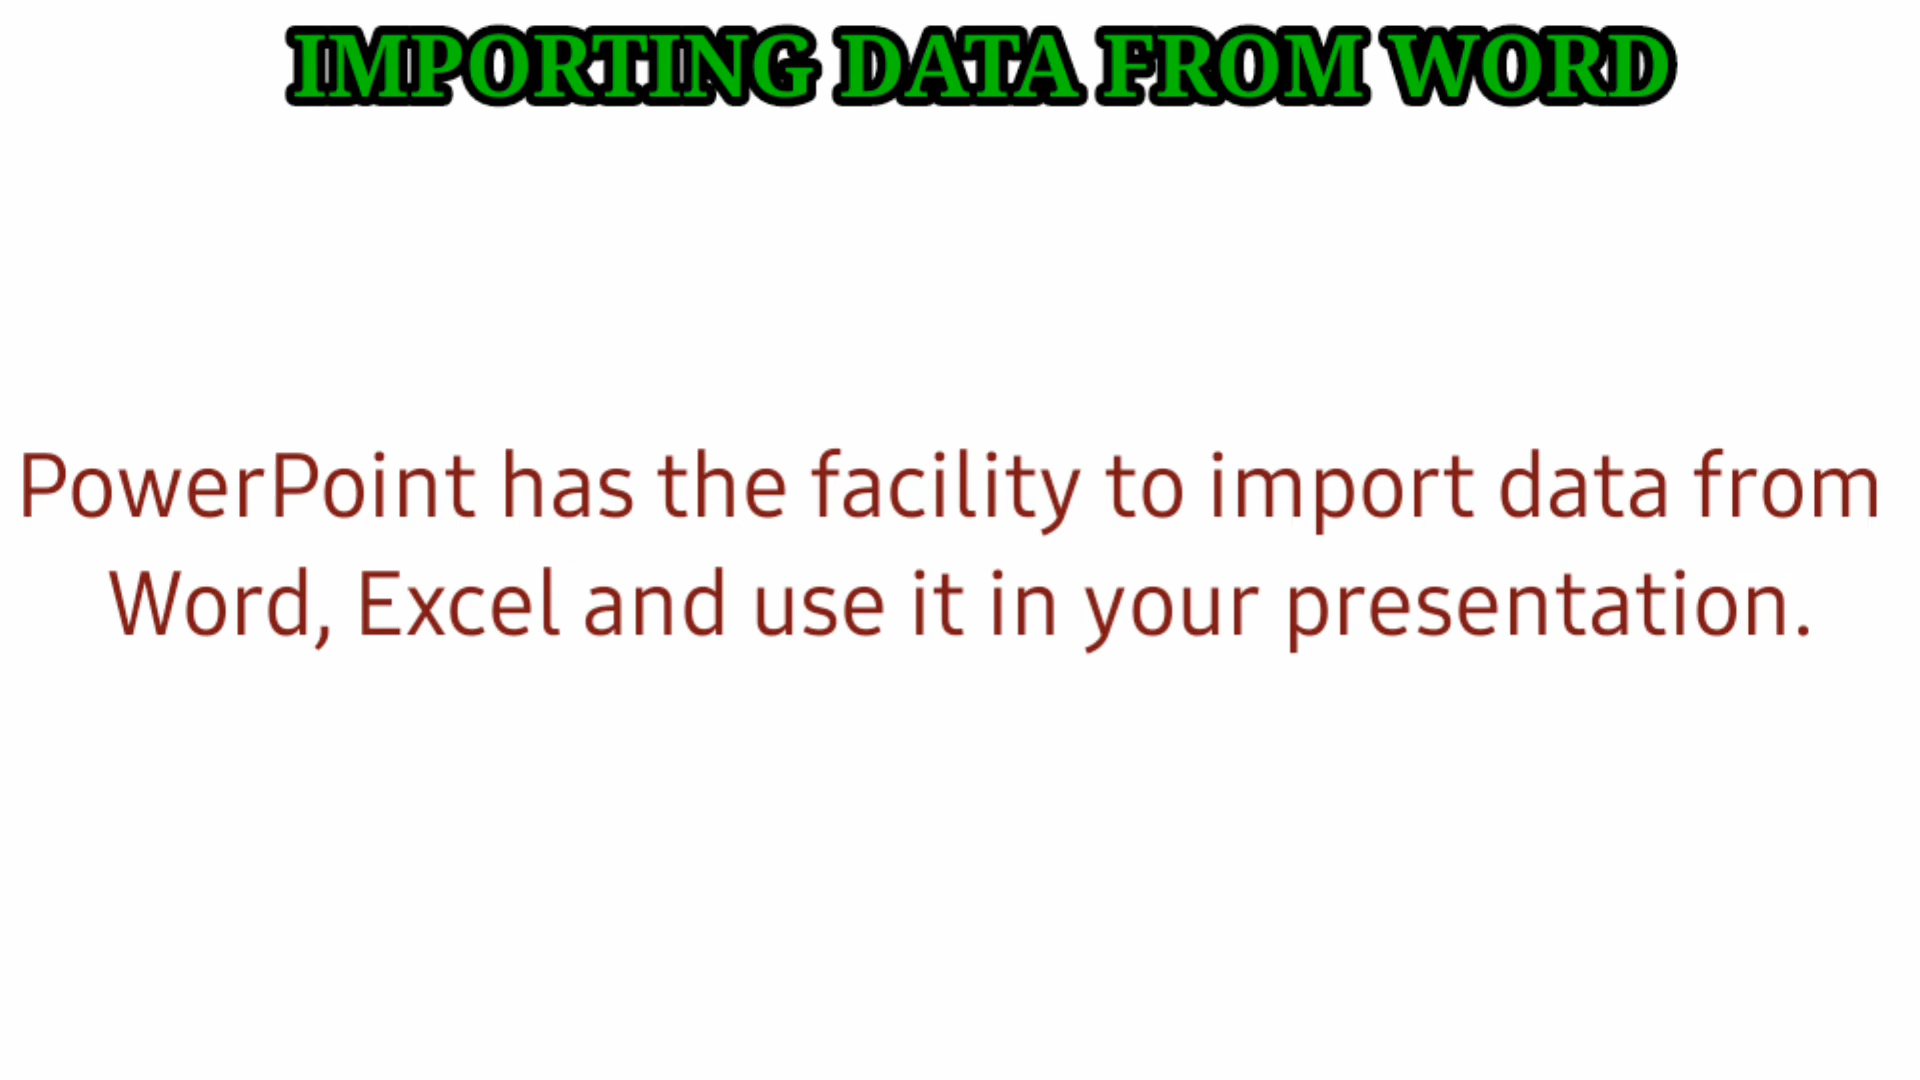 IMPORTING DATA FROM WORD
PowerPoint has the facility to import data from
Word, Excel and use it in your presentation.